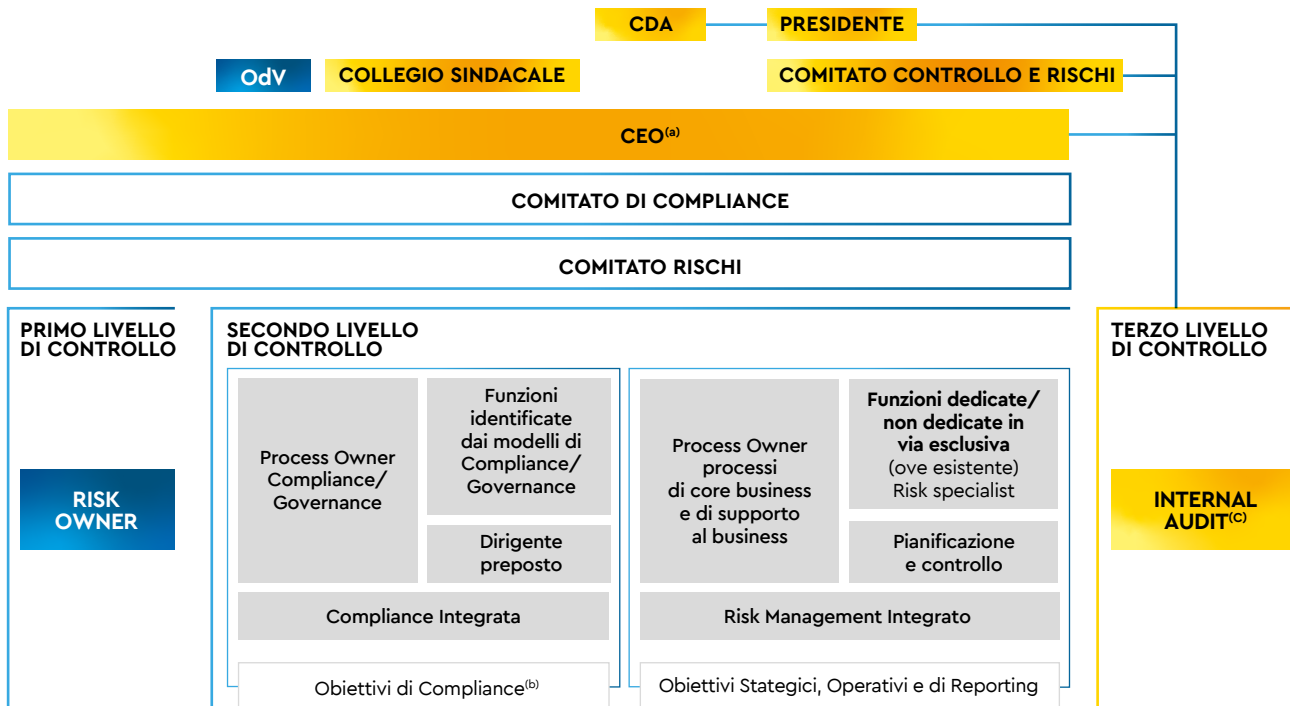 CDA
PRESIDENTE
OdV
COLLEGIO SINDACALE
COMITATO CONTROLLO E RISCHI
CEO(a)
COMITATO DI COMPLIANCE
COMITATO RISCHI
PRIMO LIVELLO
DI CONTROLLO
RISK
OWNER
SECONDO LIVELLO
DI CONTROLLO
Process Owner
Compliance/
Governance
Funzioni
identificate
dai modelli di
Compliance/
Governance
Dirigente
preposto
Compliance Integrata
Obiettivi di Compliance(b)
Process Owner
processi
di core business
e di supporto
al business
Funzioni dedicate/
non dedicate in
via esclusiva
(ove esistente)
Risk specialist
Pianificazione
e controllo
Risk Management Integrato
Obiettivi Stategici, Operativi e di Reporting
TERZO LIVELLO
DI CONTROLLO
INTERNAL
AUDIT(C)